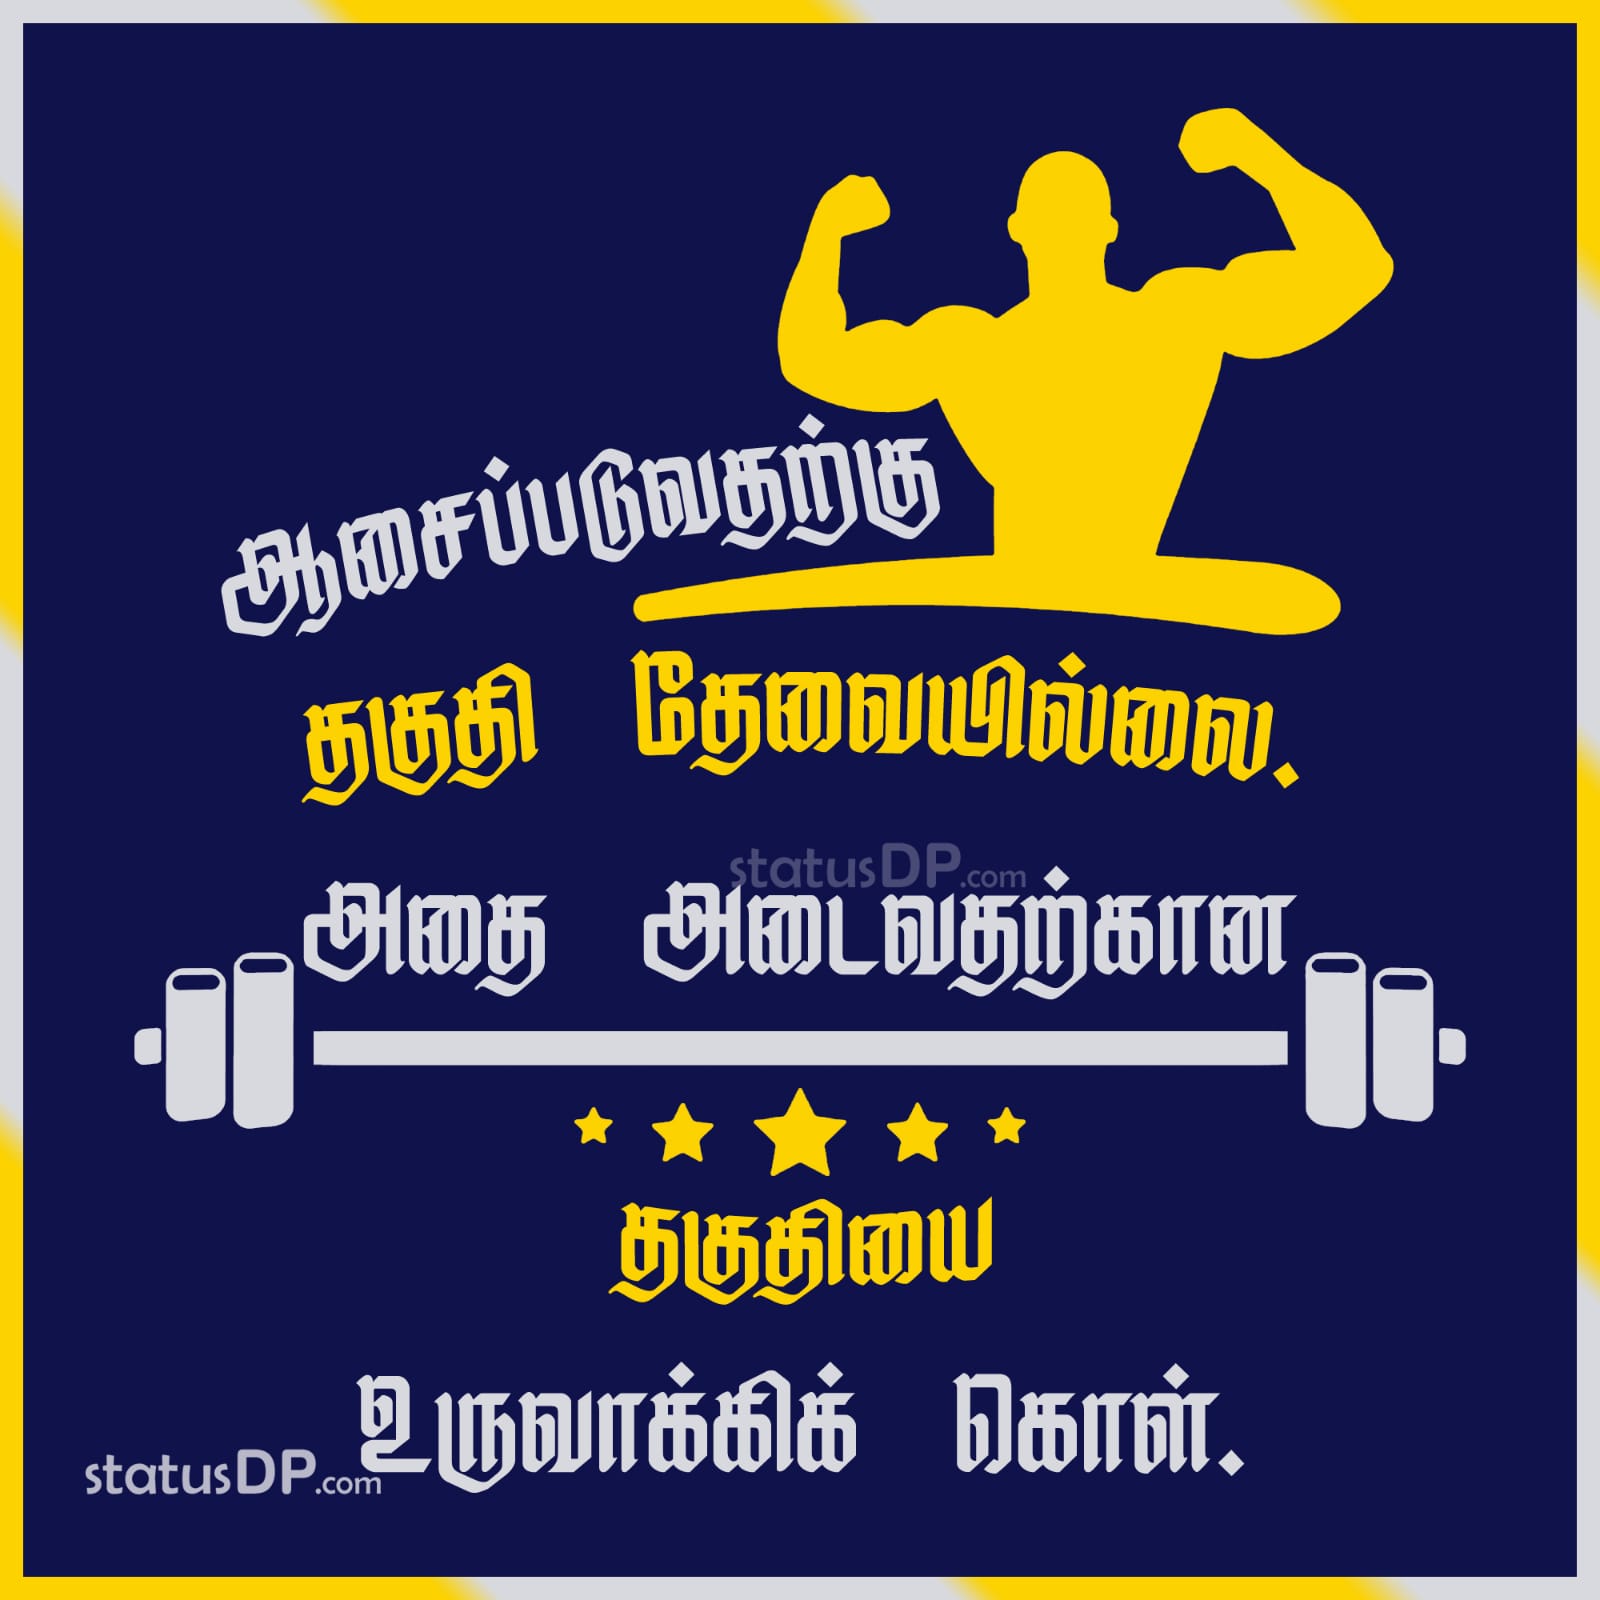 ஆசைப்படுவதற்கு
தகுதி தேவையில்லை.
statusDP.com
அதை அடைவதற்கான
தகுதியை
உருவாக்கிக் கொள்.
statusDP.com